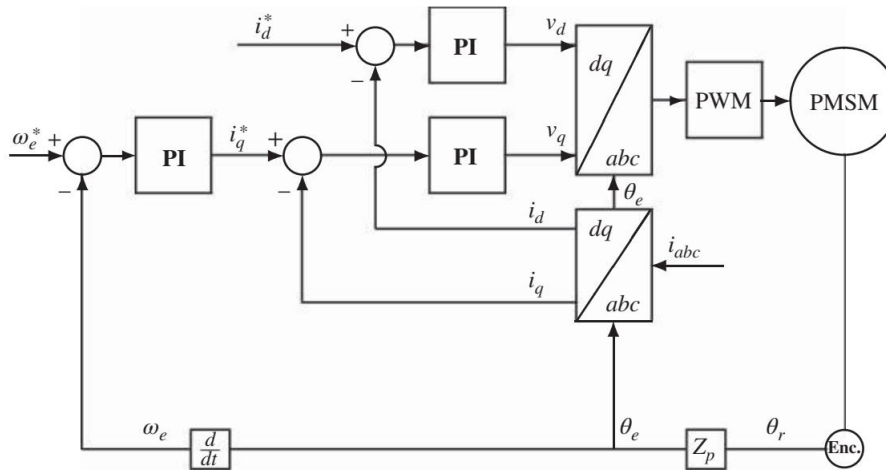 i_d^* + PI v_d dq PWM PMSM
−
ω_e^* + PI i_q^* + PI v_q abc
− −
θ_e
i_d dq i_abc
i_q abc
ω_e d/dt θ_e Z_p θ_r Enc.